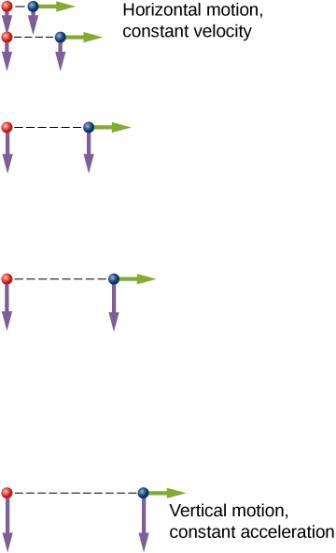 Horizontal motion,
constant velocity
Vertical motion,
constant acceleration